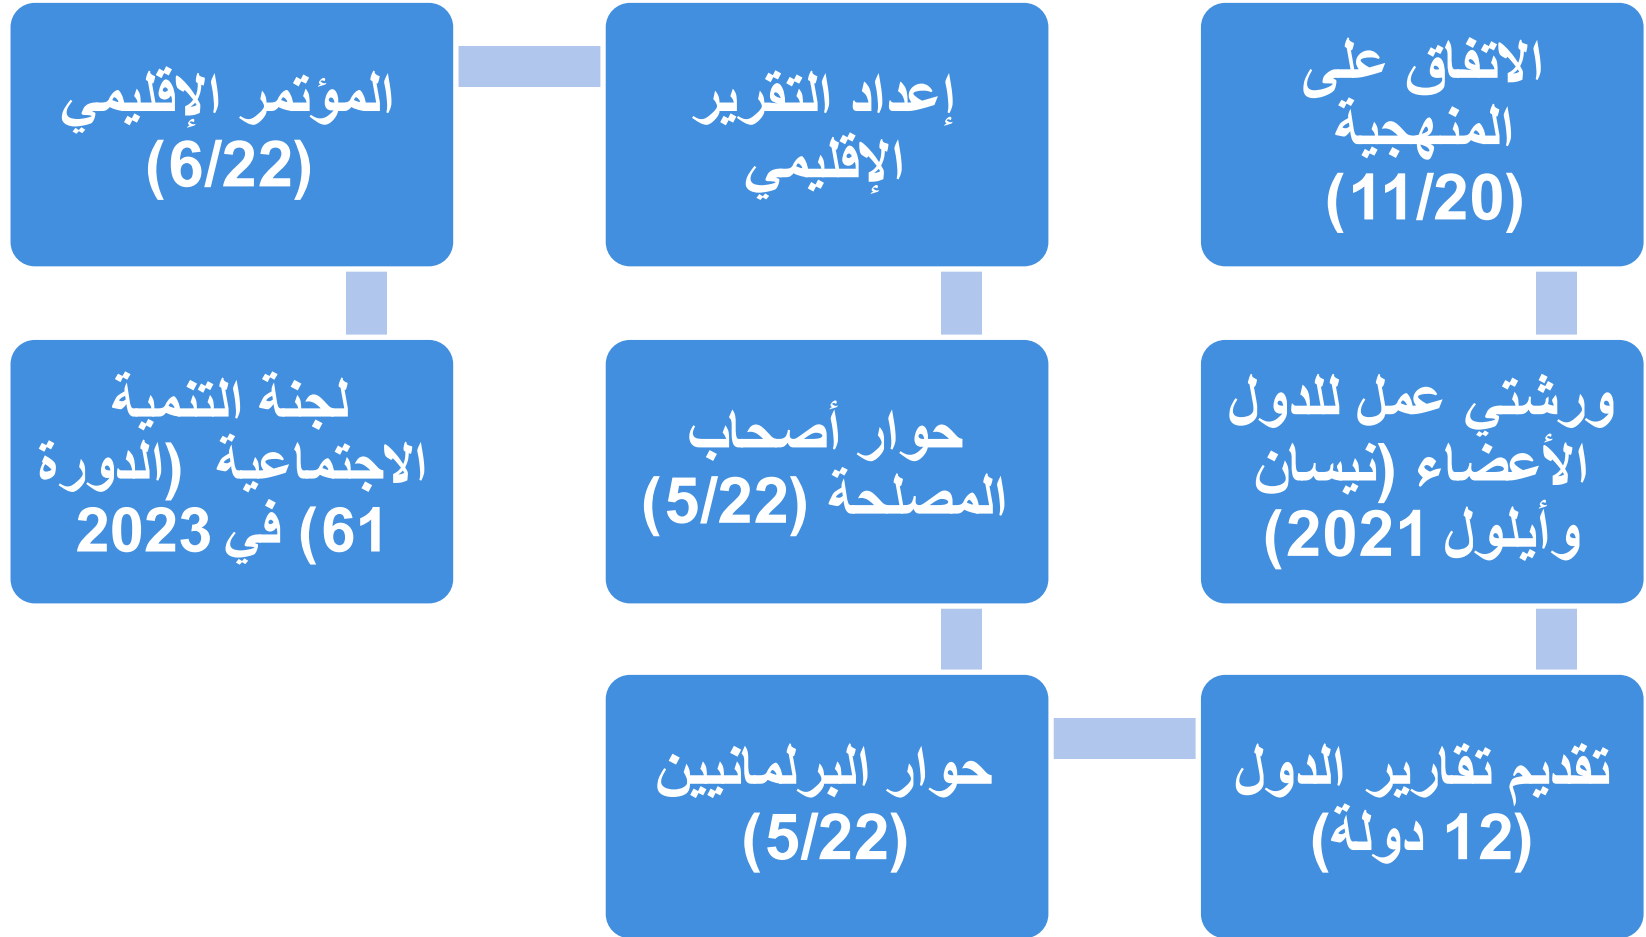 الاتفاق على
المنهجية
(11/20)
ورشتي عمل للدول
الأعضاء (نيسان
وأيلول 2021)
تقديم تقارير الدول
(12 دولة)
حوار البرلمانيين
(5/22)
حوار أصحاب
المصلحة (5/22)
إعداد التقرير
الإقليمي
المؤتمر الإقليمي
(6/22)
لجنة التنمية
الاجتماعية (الدورة
61) في 2023